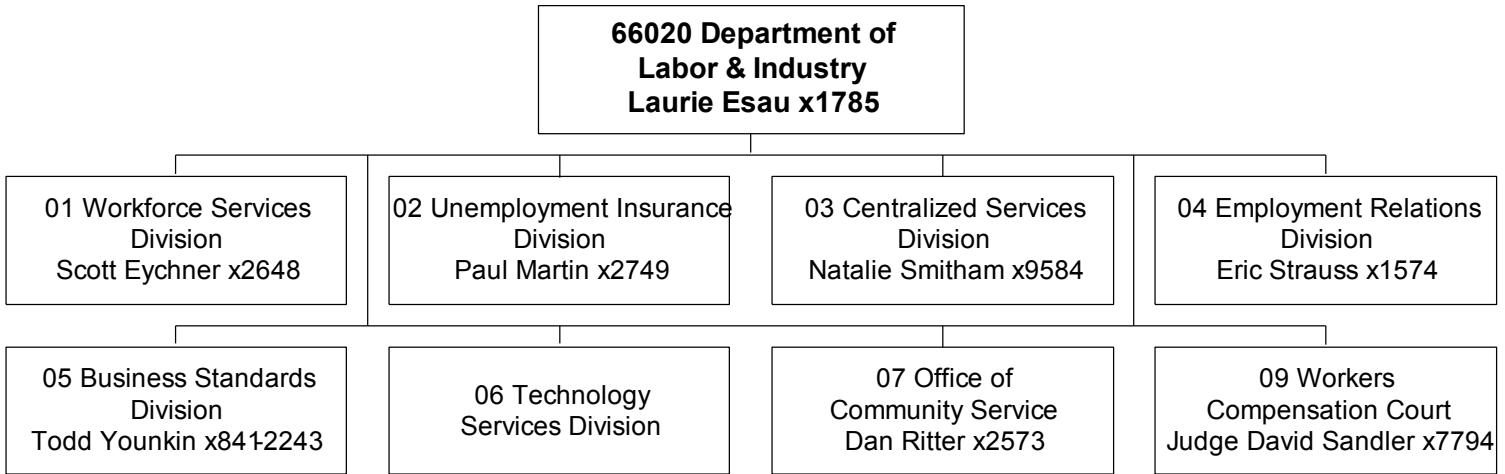 66020 Department of
Labor & Industry
Laurie Esau x1785
01 Workforce Services
Division
Scott Eychner x2648
02 Unemployment Insurance
Division
Paul Martin x2749
03 Centralized Services
Division
Natalie Smitham x9584
04 Employment Relations
Division
Eric Strauss x1574
05 Business Standards
Division
Todd Younkin x841-2243
06 Technology
Services Division
07 Office of
Community Service
Dan Ritter x2573
09 Workers
Compensation Court
Judge David Sandler x7794